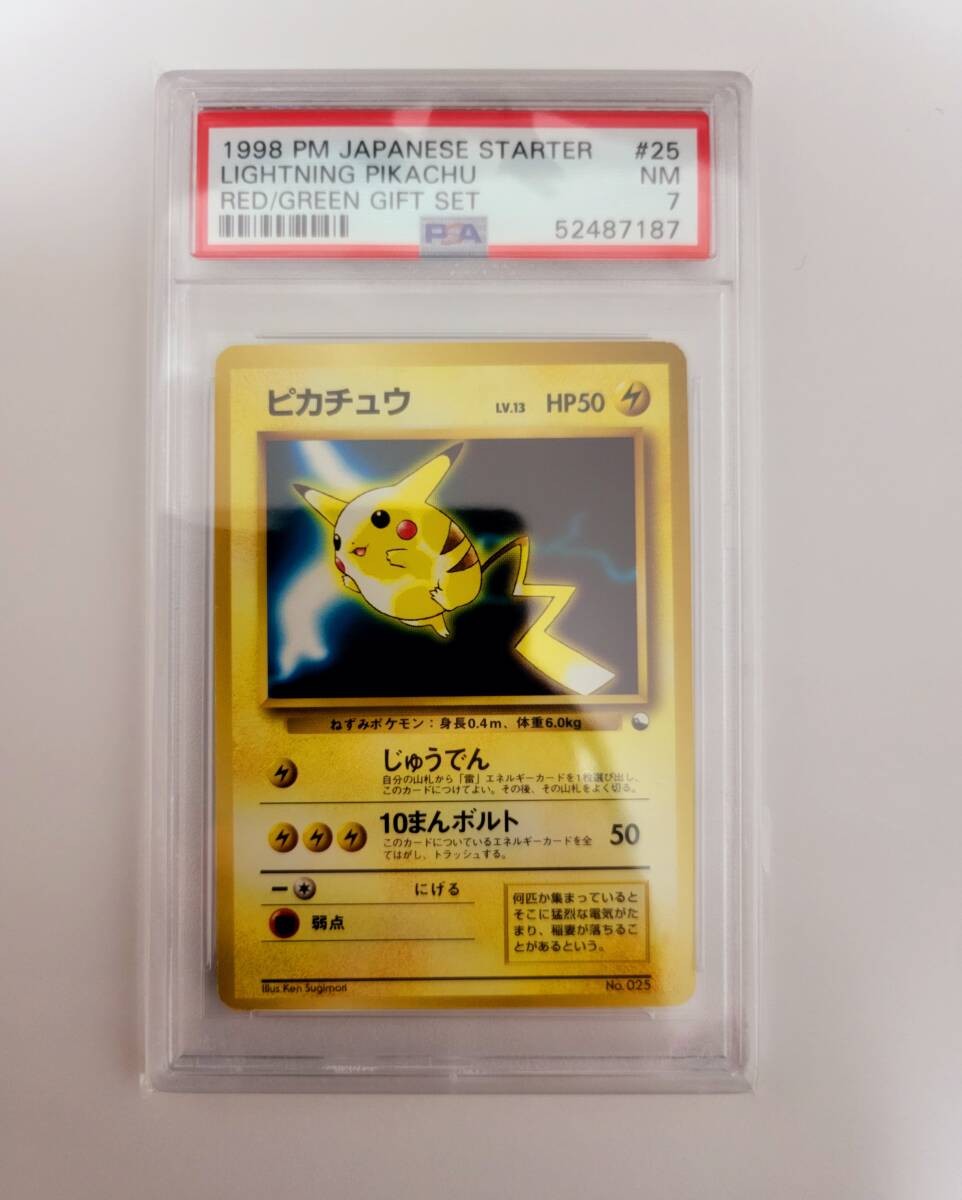 1998 PM JAPANESE STARTER #25
LIGHTNING PIKACHU NM
RED/GREEN GIFT SET 7
PSA 52487187
ピカチュウ LV.13 HP50
ねずみポケモン：身長0.4m、体重6.0kg
じゅうでん
自分の山札から「雷」エネルギーカードを1枚選び出し、
このカードにつけてよい。その後、その山札をよく切る。
10まんボルト 50
このカードについているエネルギーカードを全
てはがし、トラッシュする。
ー にげる
弱点
何匹か集まっていると
そこに猛烈な電気がた
まり、稲妻が落ちるこ
とがあるという。
Illus Ken Sugimori No. 025